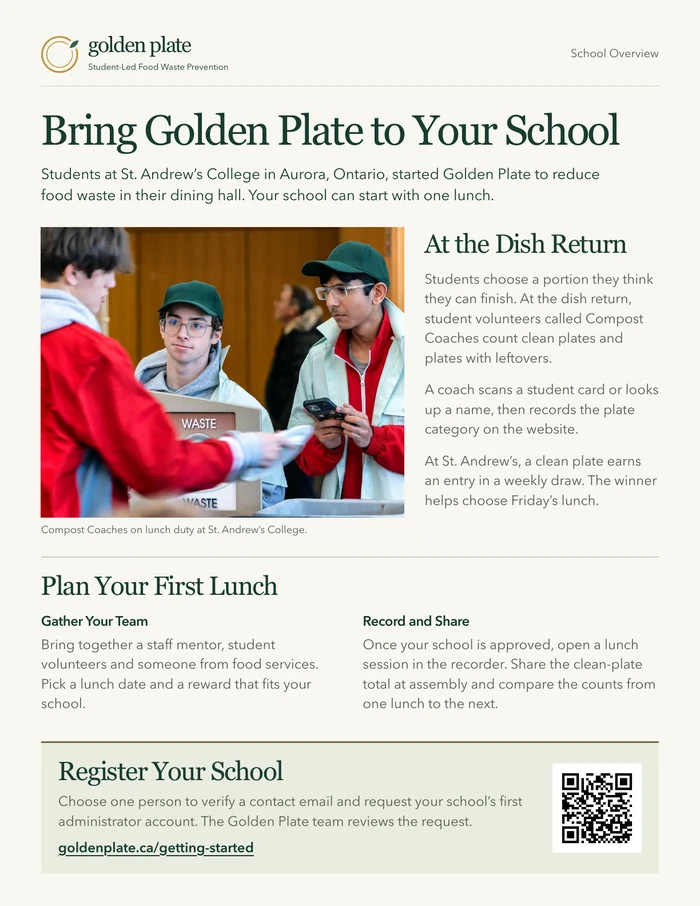 golden plate
Student-Led Food Waste Prevention
School Overview
Bring Golden Plate to Your School
Students at St. Andrew’s College in Aurora, Ontario, started Golden Plate to reduce
food waste in their dining hall. Your school can start with one lunch.
WASTE
WASTE
Compost Coaches on lunch duty at St. Andrew’s College.
At the Dish Return
Students choose a portion they think
they can finish. At the dish return,
student volunteers called Compost
Coaches count clean plates and
plates with leftovers.
A coach scans a student card or looks
up a name, then records the plate
category on the website.
At St. Andrew’s, a clean plate earns
an entry in a weekly draw. The winner
helps choose Friday’s lunch.
Plan Your First Lunch
Gather Your Team
Bring together a staff mentor, student
volunteers and someone from food services.
Pick a lunch date and a reward that fits your
school.
Record and Share
Once your school is approved, open a lunch
session in the recorder. Share the clean-plate
total at assembly and compare the counts from
one lunch to the next.
Register Your School
Choose one person to verify a contact email and request your school’s first
administrator account. The Golden Plate team reviews the request.
goldenplate.ca/getting-started